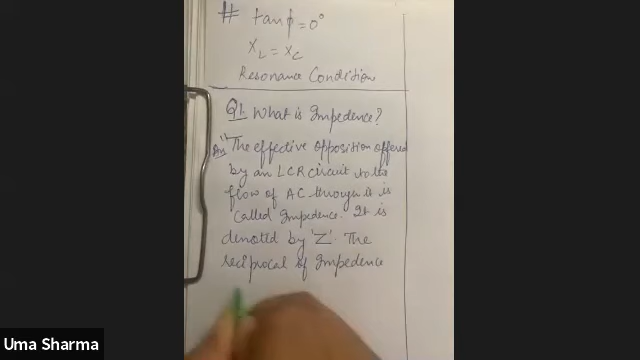 # tanϕ = 0°
X_L = X_C
Resonance Condition
Q1. What is Impedence?
Ans The effective opposition offered
by an LCR circuit to the
flow of AC through it is
called Impedence. It is
denoted by 'Z'. The
reciprocal of Impedence
Uma Sharma